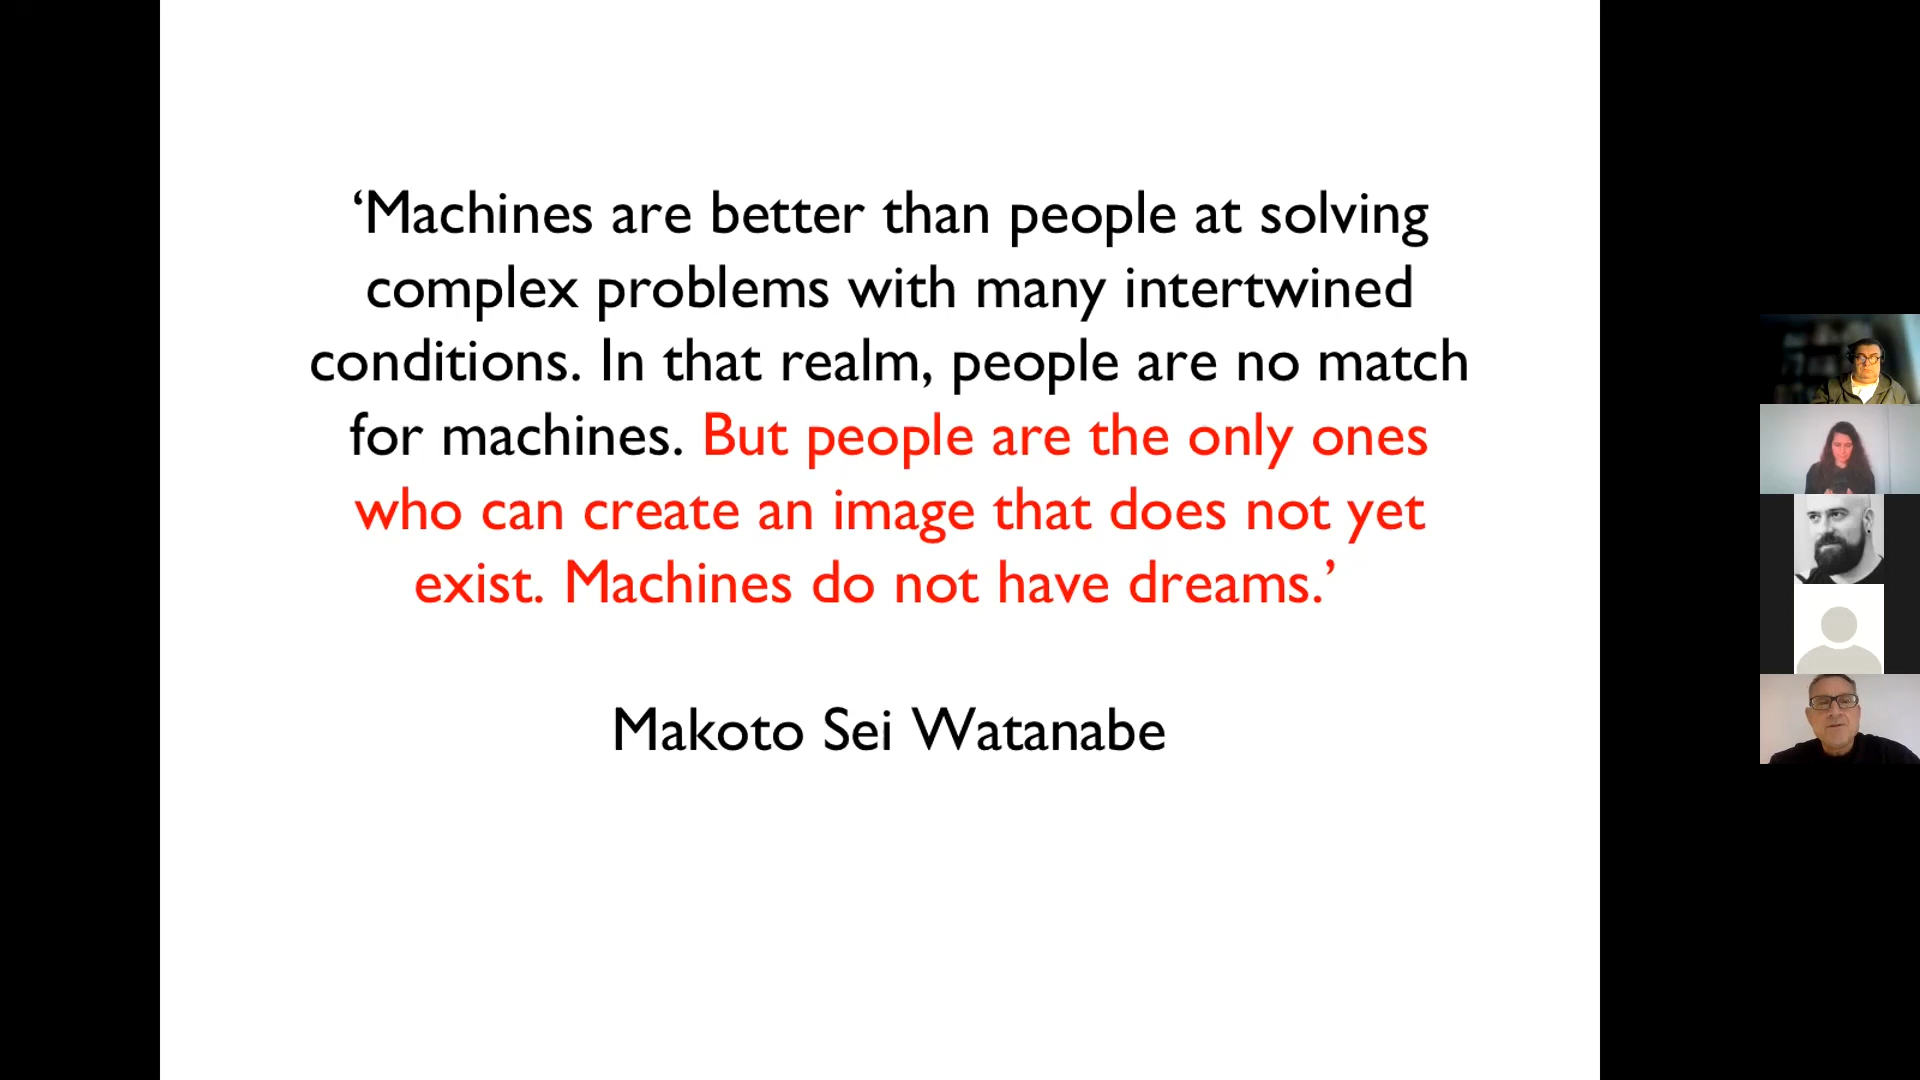 ‘Machines are better than people at solving
complex problems with many intertwined
conditions. In that realm, people are no match
for machines. But people are the only ones
who can create an image that does not yet
exist. Machines do not have dreams.’
Makoto Sei Watanabe